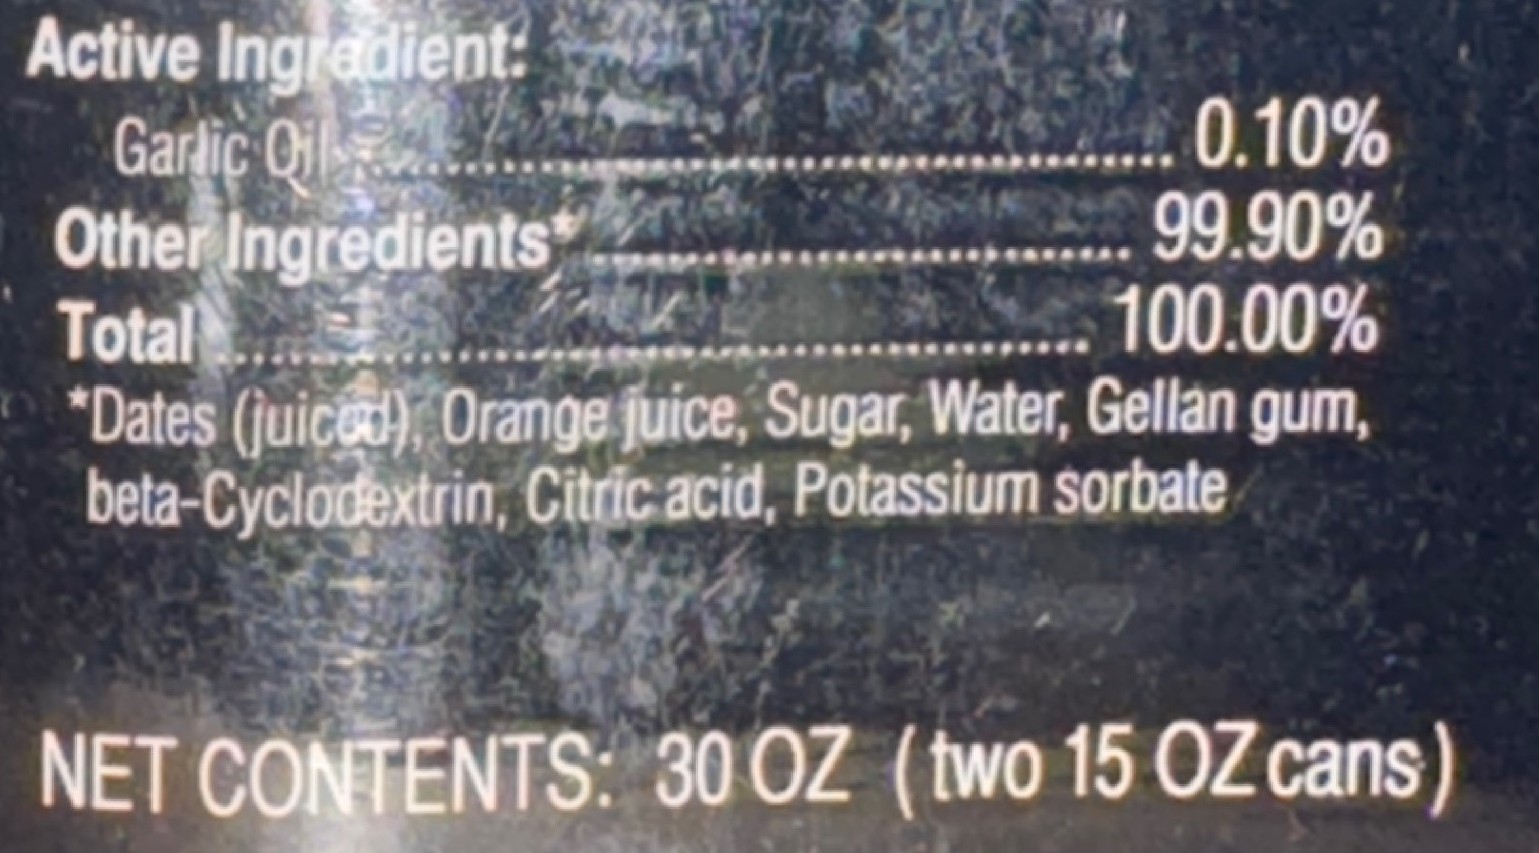 Active Ingredient:
Garlic Oil ........................................ 0.10%
Other Ingredients* .............................. 99.90%
Total ........................................ 100.00%
*Dates (juiced), Orange juice, Sugar, Water, Gellan gum,
beta-Cyclodextrin, Citric acid, Potassium sorbate
NET CONTENTS: 30 OZ (two 15 OZ cans)